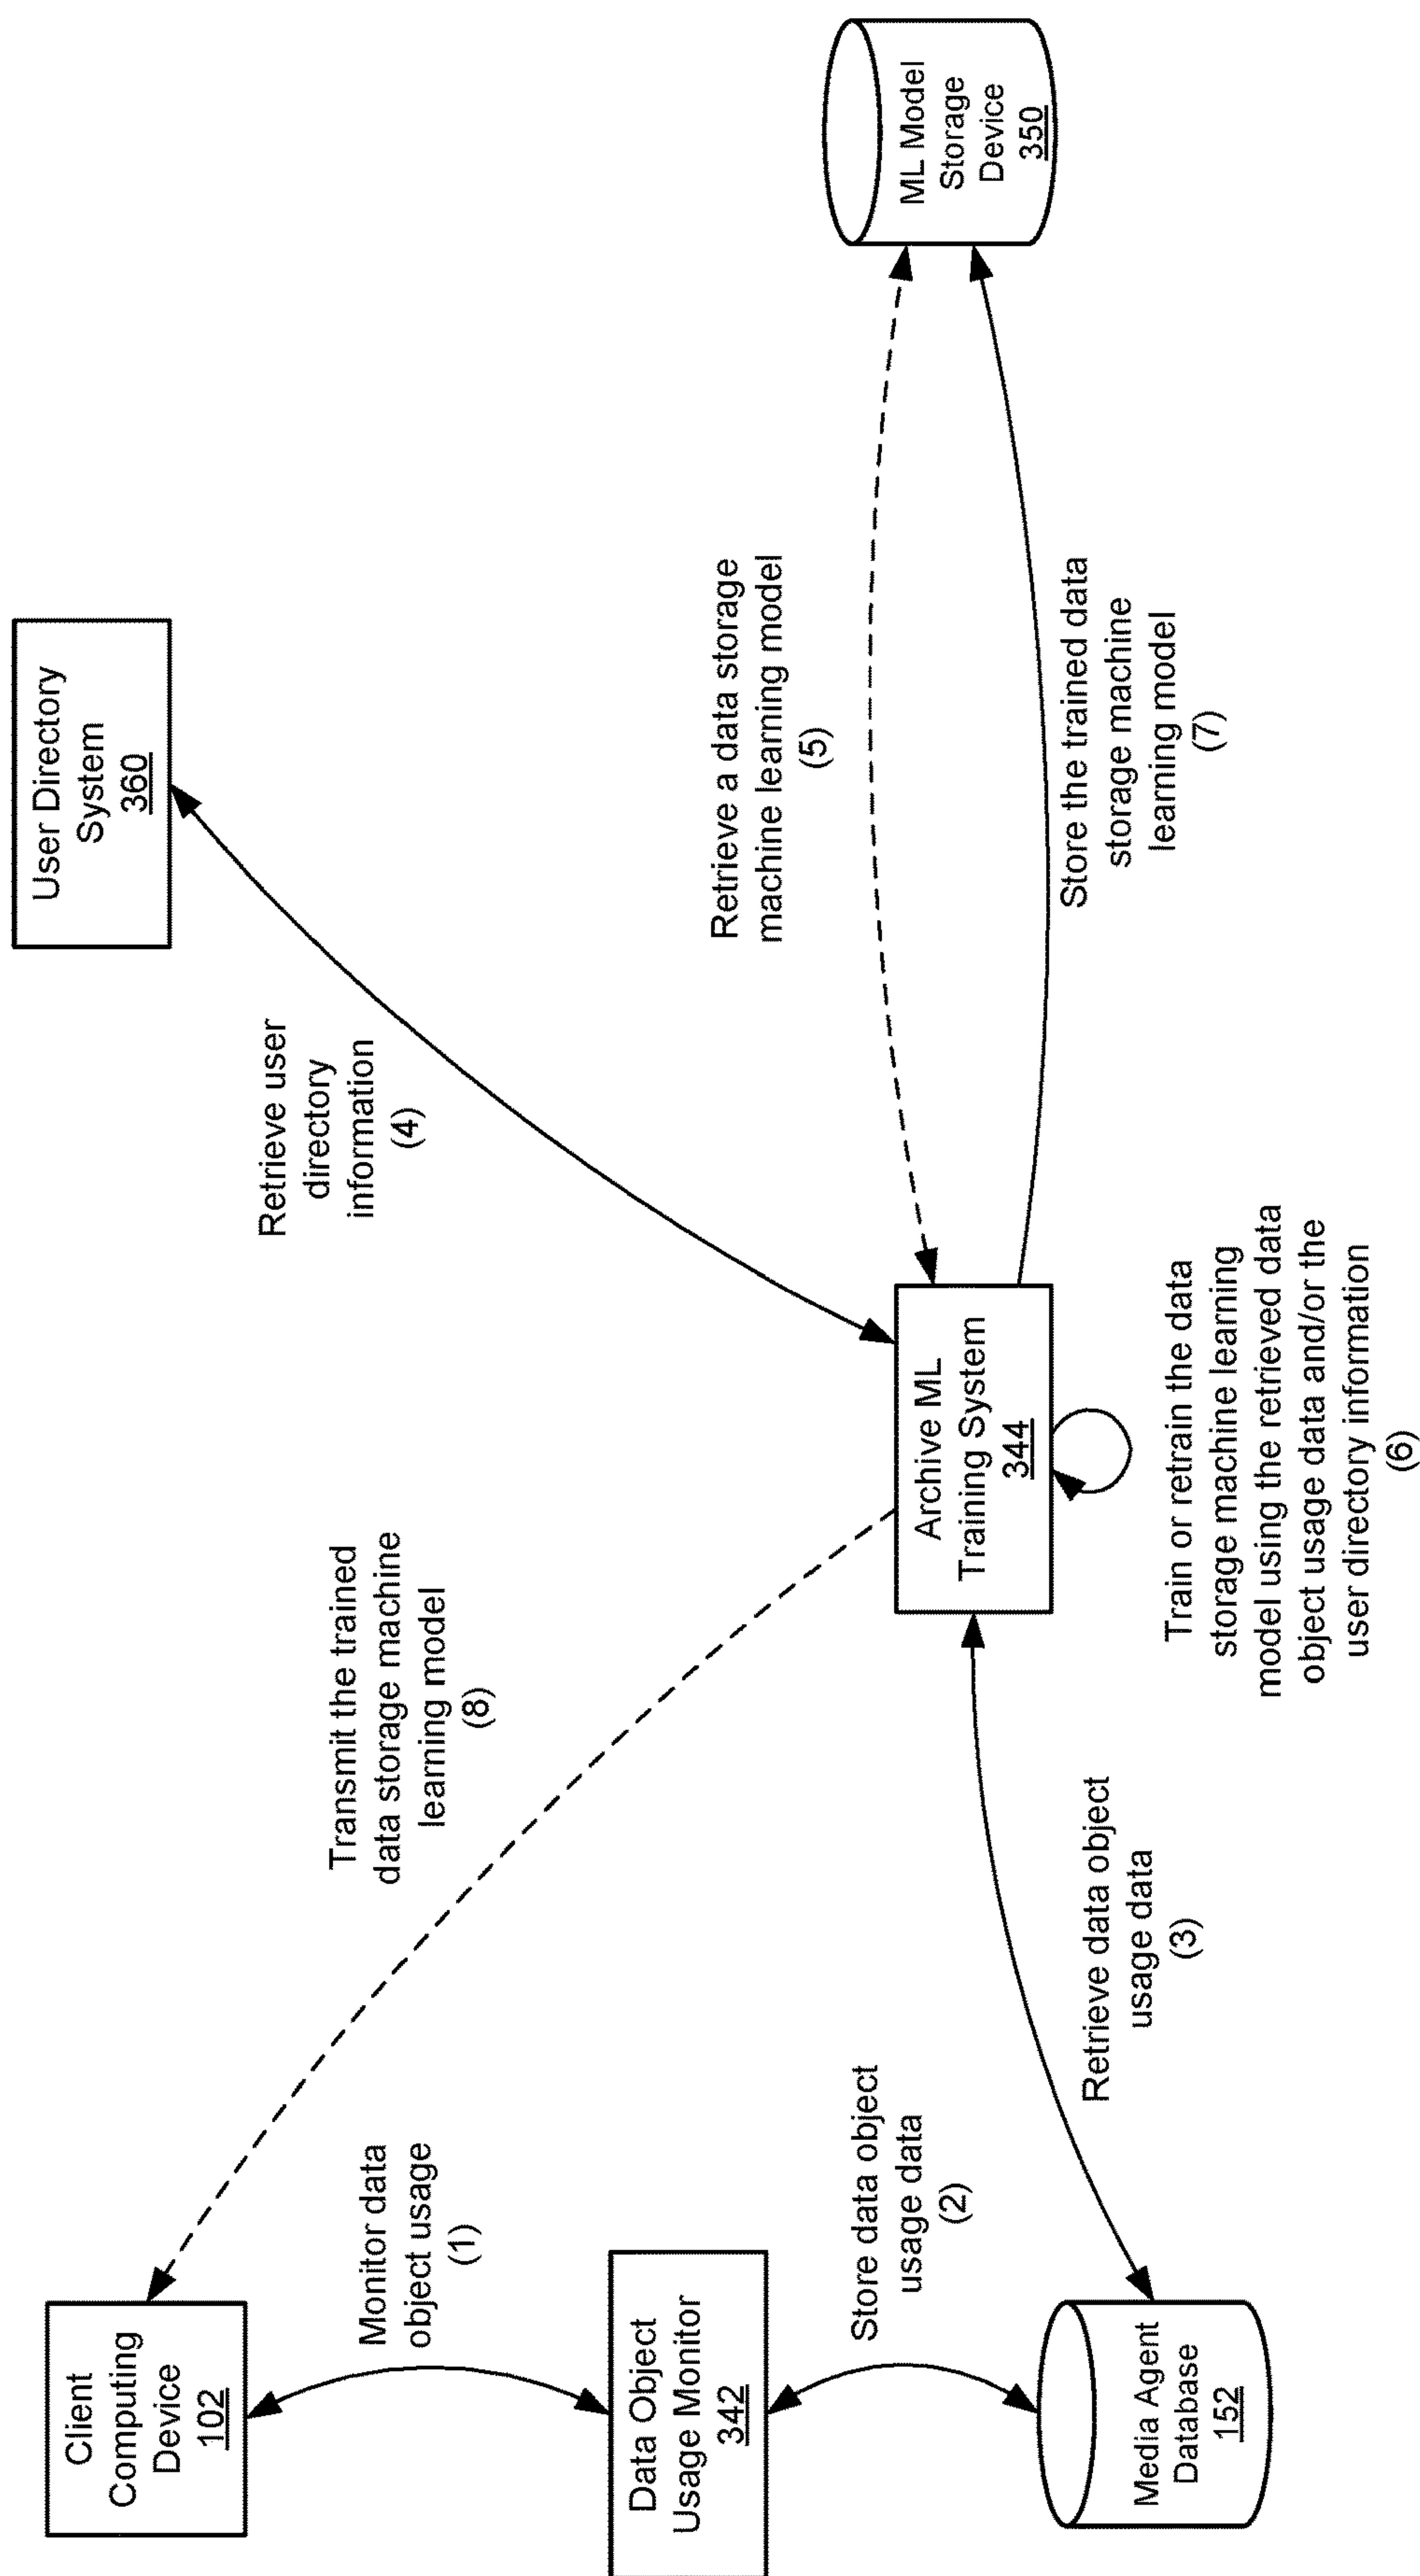 Client
Computing
Device
102
Monitor data
object usage
(1)
Data Object
Usage Monitor
342
Store data object
usage data
(2)
Media Agent
Database
152
Retrieve data object
usage data
(3)
Transmit the trained
data storage machine
learning model
(8)
Archive ML
Training System
344
Train or retrain the data
storage machine learning
model using the retrieved data
object usage data and/or the
user directory information
(6)
Retrieve user
directory
information
(4)
User Directory
System
360
Retrieve a data storage
machine learning model
(5)
Store the trained data
storage machine
learning model
(7)
ML Model
Storage
Device
350